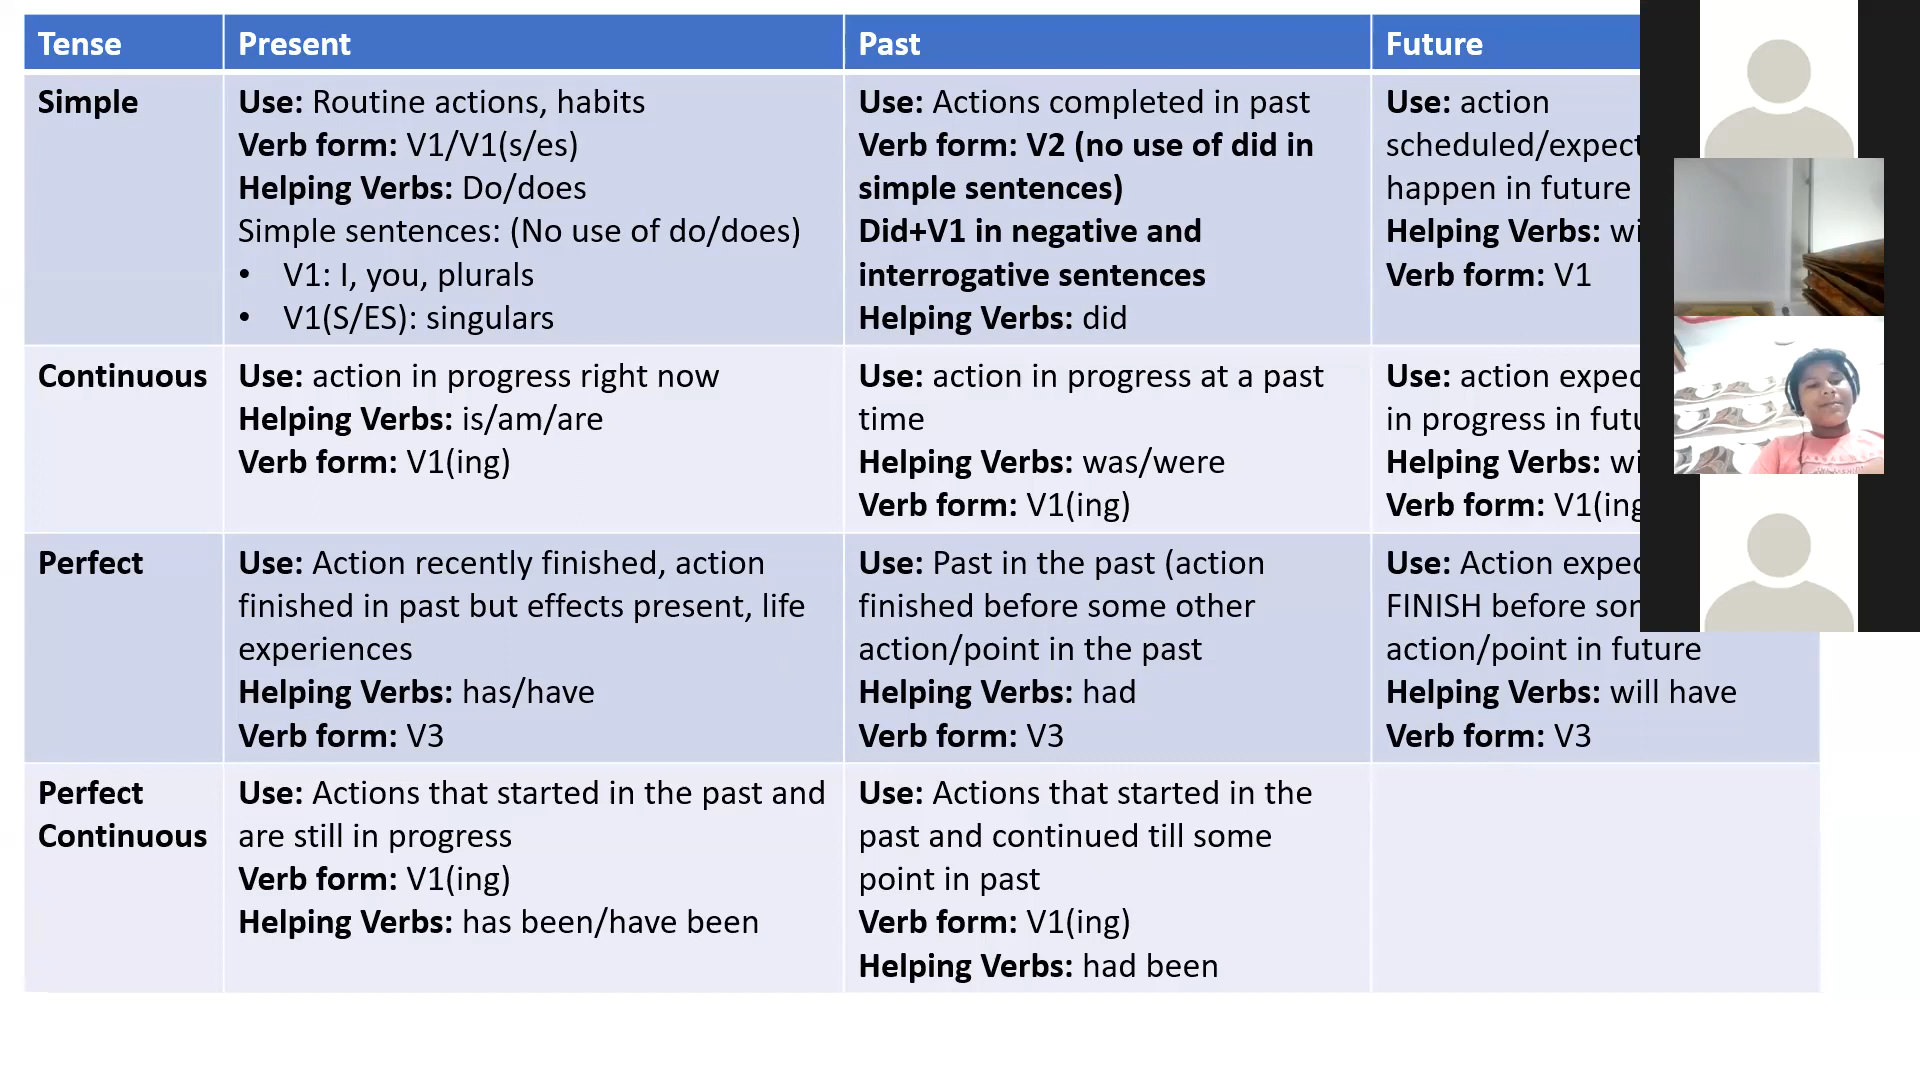 Tense
Present
Past
Future
Simple
Use: Routine actions, habits
Verb form: V1/V1(s/es)
Helping Verbs: Do/does
Simple sentences: (No use of do/does)
• V1: I, you, plurals
• V1(S/ES): singulars
Use: Actions completed in past
Verb form: V2 (no use of did in
simple sentences)
Did+V1 in negative and
interrogative sentences
Helping Verbs: did
Use: action
happen in future
Helping Verbs:
Verb form: V1
Continuous
Use: action in progress right now
Helping Verbs: is/am/are
Verb form: V1(ing)
Use: action in progress at a past
time
Helping Verbs: was/were
Verb form: V1(ing)
Use: action
in progress in
Helping Verbs:
Verb form:
Perfect
Use: Action recently finished, action
finished in past but effects present, life
experiences
Helping Verbs: has/have
Verb form: V3
Use: Past in the past (action
finished before some other
action/point in the past
Helping Verbs: had
Verb form: V3
Use: Action
FINISH before
action/point in future
Helping Verbs: will have
Verb form: V3
Perfect
Continuous
Use: Actions that started in the past and
are still in progress
Verb form: V1(ing)
Helping Verbs: has been/have been
Use: Actions that started in the
past and continued till some
point in past
Verb form: V1(ing)
Helping Verbs: had been